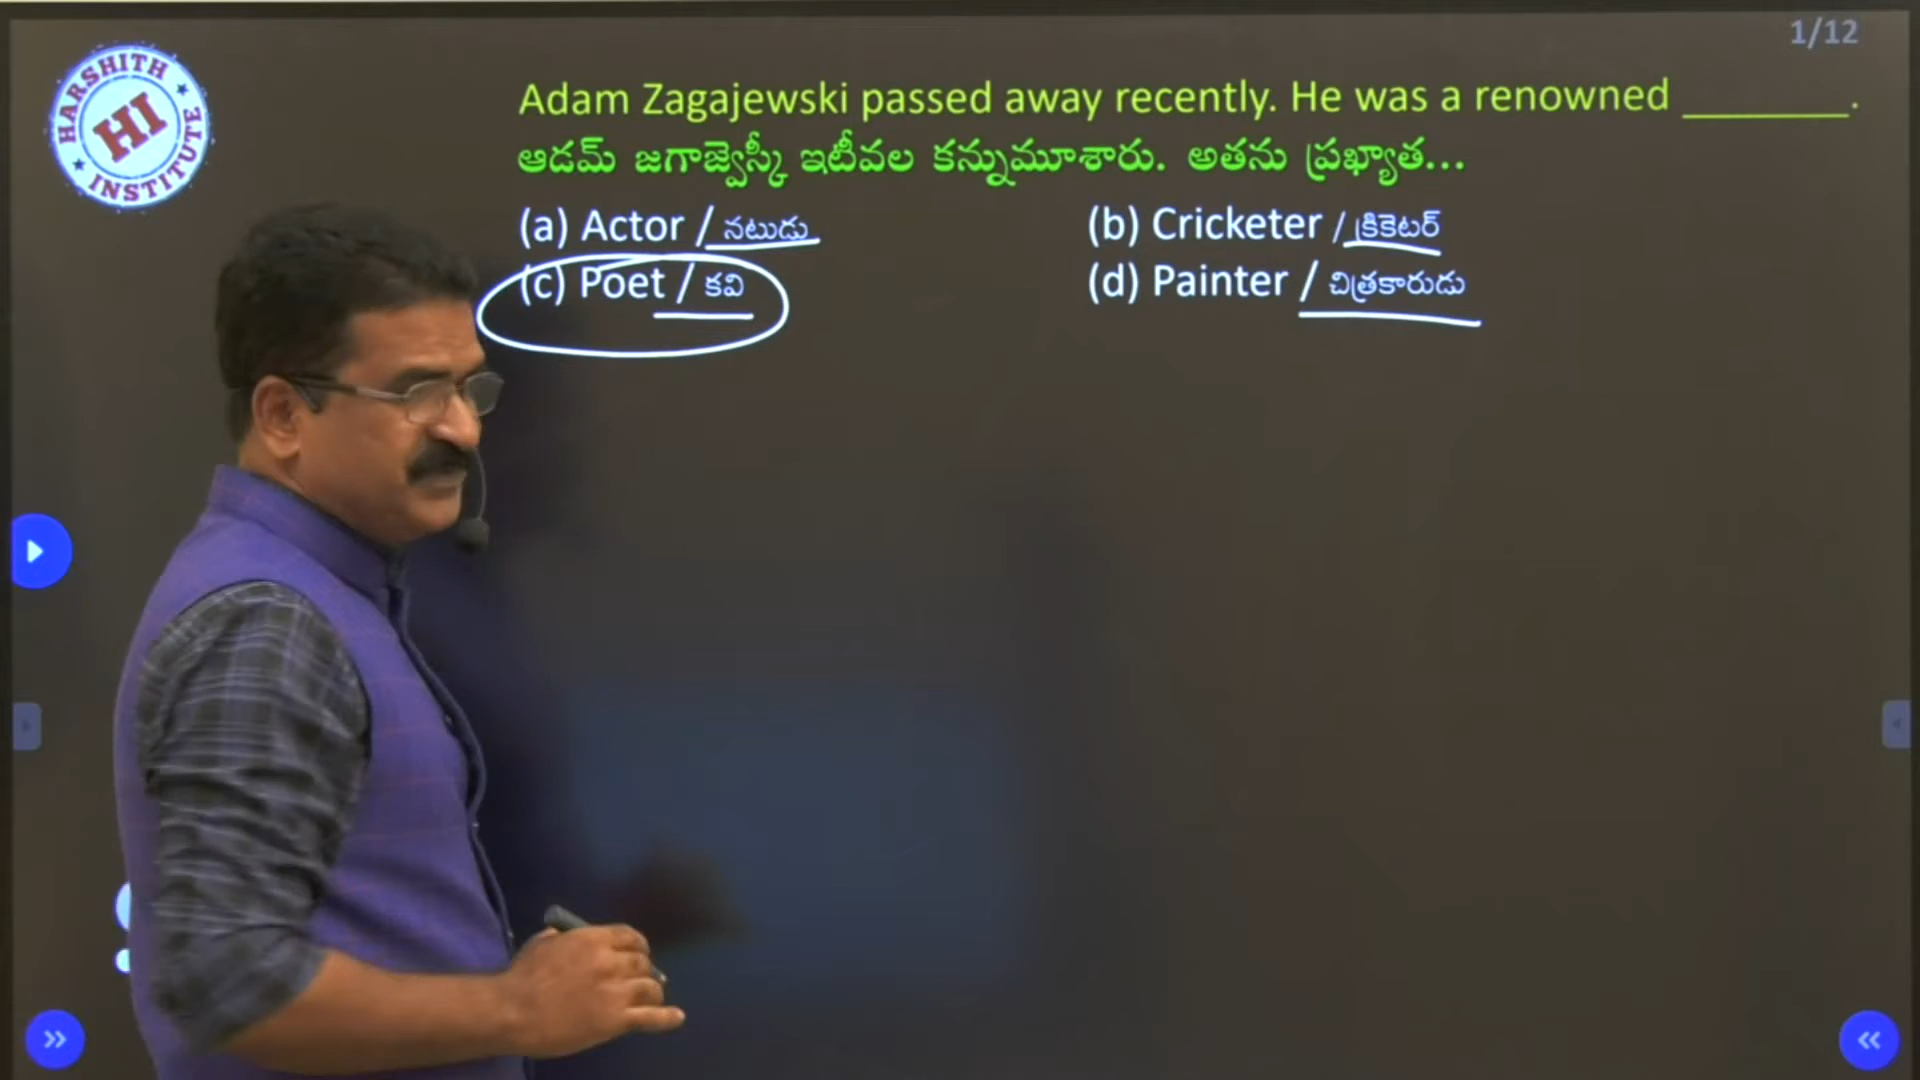 1/12
HARSHITH
HI
INSTITUTE
Adam Zagajewski passed away recently. He was a renowned ________.
ఆడమ్ జగాజ్వెస్కీ ఇటీవల కన్నుమూశారు. అతను ప్రఖ్యాత...
(a) Actor / నటుడు (b) Cricketer / క్రికెటర్
(c) Poet / కవి (d) Painter / చిత్రకారుడు